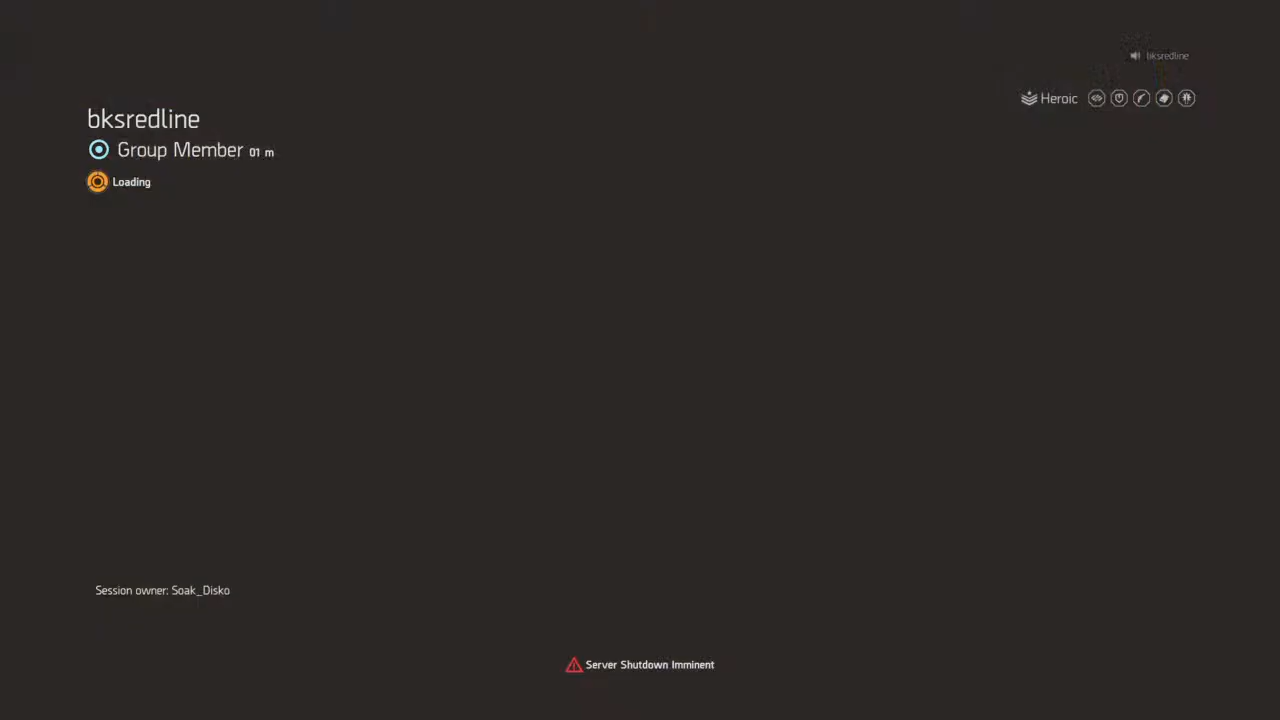 bksredline
Heroic
bksredline
Group Member 01 m
Loading
Session owner: Soak_Disko
Server Shutdown Imminent